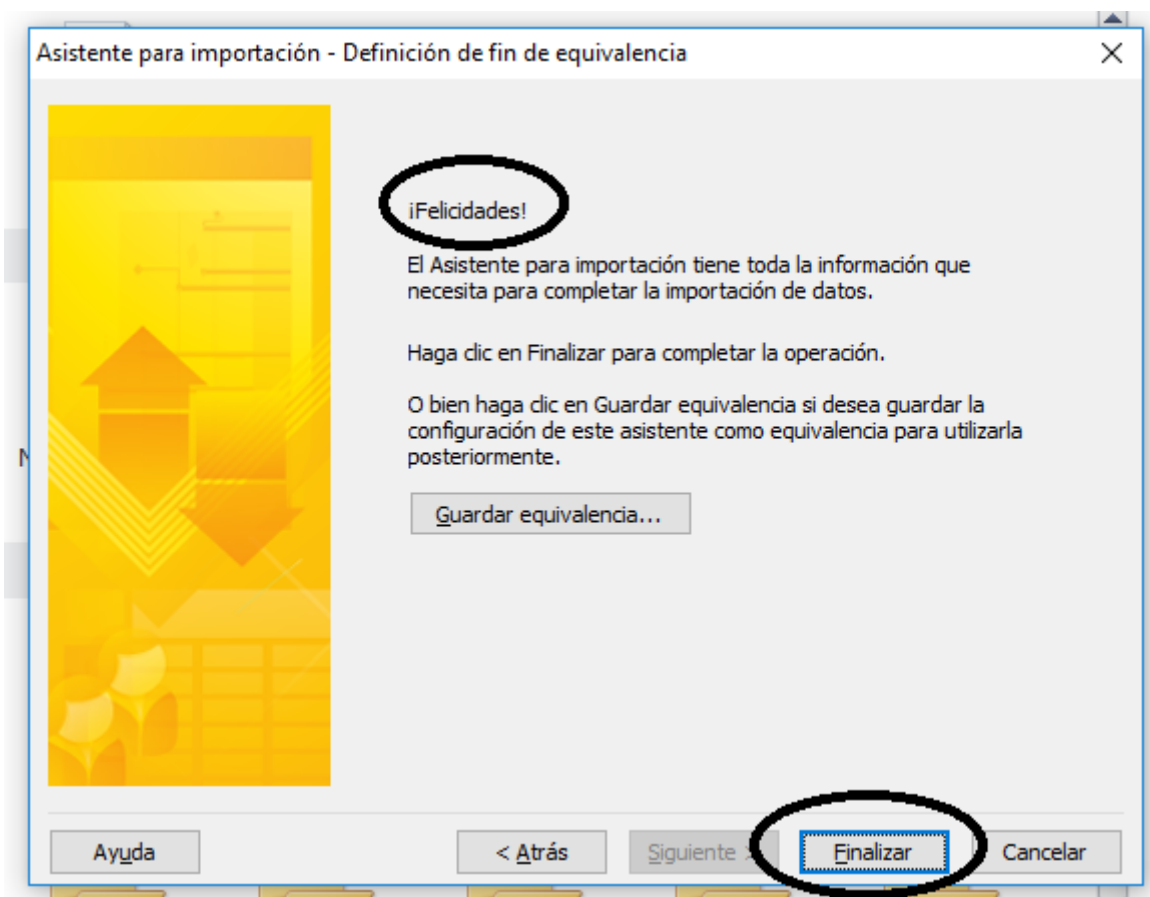 Asistente para importación - Definición de fin de equivalencia
¡Felicidades!
El Asistente para importación tiene toda la información que
necesita para completar la importación de datos.
Haga clic en Finalizar para completar la operación.
O bien haga clic en Guardar equivalencia si desea guardar la
configuración de este asistente como equivalencia para utilizarla
posteriormente.
Guardar equivalencia...
Ayuda
< Atrás
Siguiente >
Finalizar
Cancelar